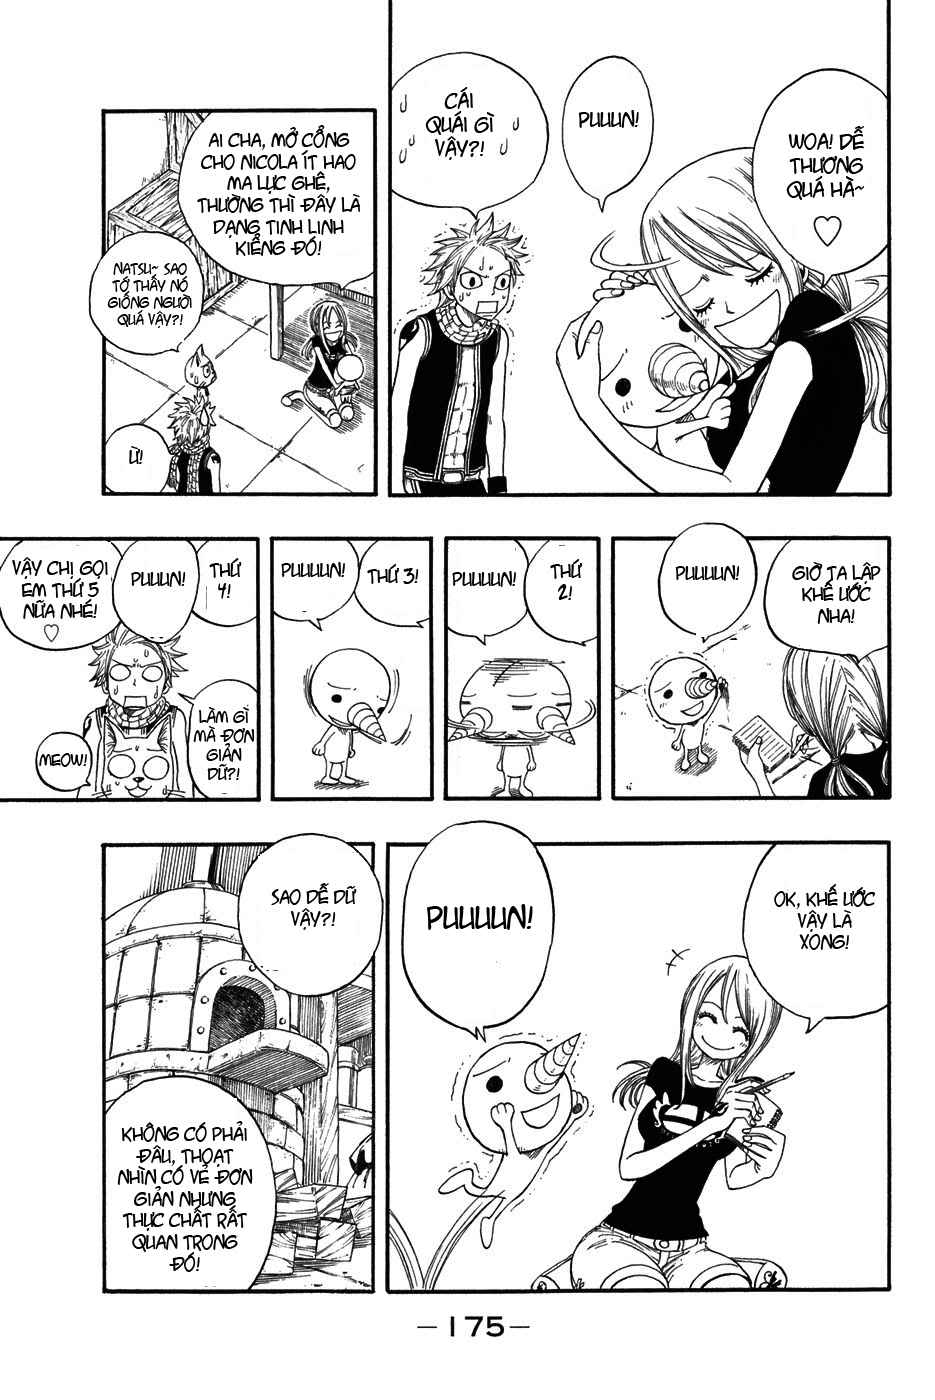 WOA! DỄ
THƯƠNG
QUÁ HÀ~
♡
PUUUN!
CÁI
QUÁI GÌ
VẬY?!
AI CHA, MỞ CỔNG
CHO NICOLA ÍT HAO
MA LỰC GHÊ,
THƯỜNG THÌ ĐÂY LÀ
DẠNG TINH LINH
KIỂNG ĐÓ!
NATSU~ SAO
TỚ THẤY NÓ
GIỐNG NGƯỜI
QUÁ VẬY?!
Ừ!
GIỜ TA LẬP
KHẾ ƯỚC
NHA!
PUUUUN!
THỨ
2!
PUUUUN!
THỨ 3!
PUUUUN!
THỨ
4!
PUUUN!
VẬY CHỊ GỌI
EM THỨ 5
NỮA NHÉ!
♡
LÀM GÌ
MÀ ĐƠN
GIẢN
DỮ?!
MEOW!
OK, KHẾ ƯỚC
VẬY LÀ
XONG!
PUUUUN!
SAO DỄ DỮ
VẬY?!
KHÔNG CÓ PHẢI
ĐÂU, THOẠT
NHÌN CÓ VẺ ĐƠN
GIẢN NHƯNG
THỰC CHẤT RẤT
QUAN TRONG
ĐÓ!
—175—